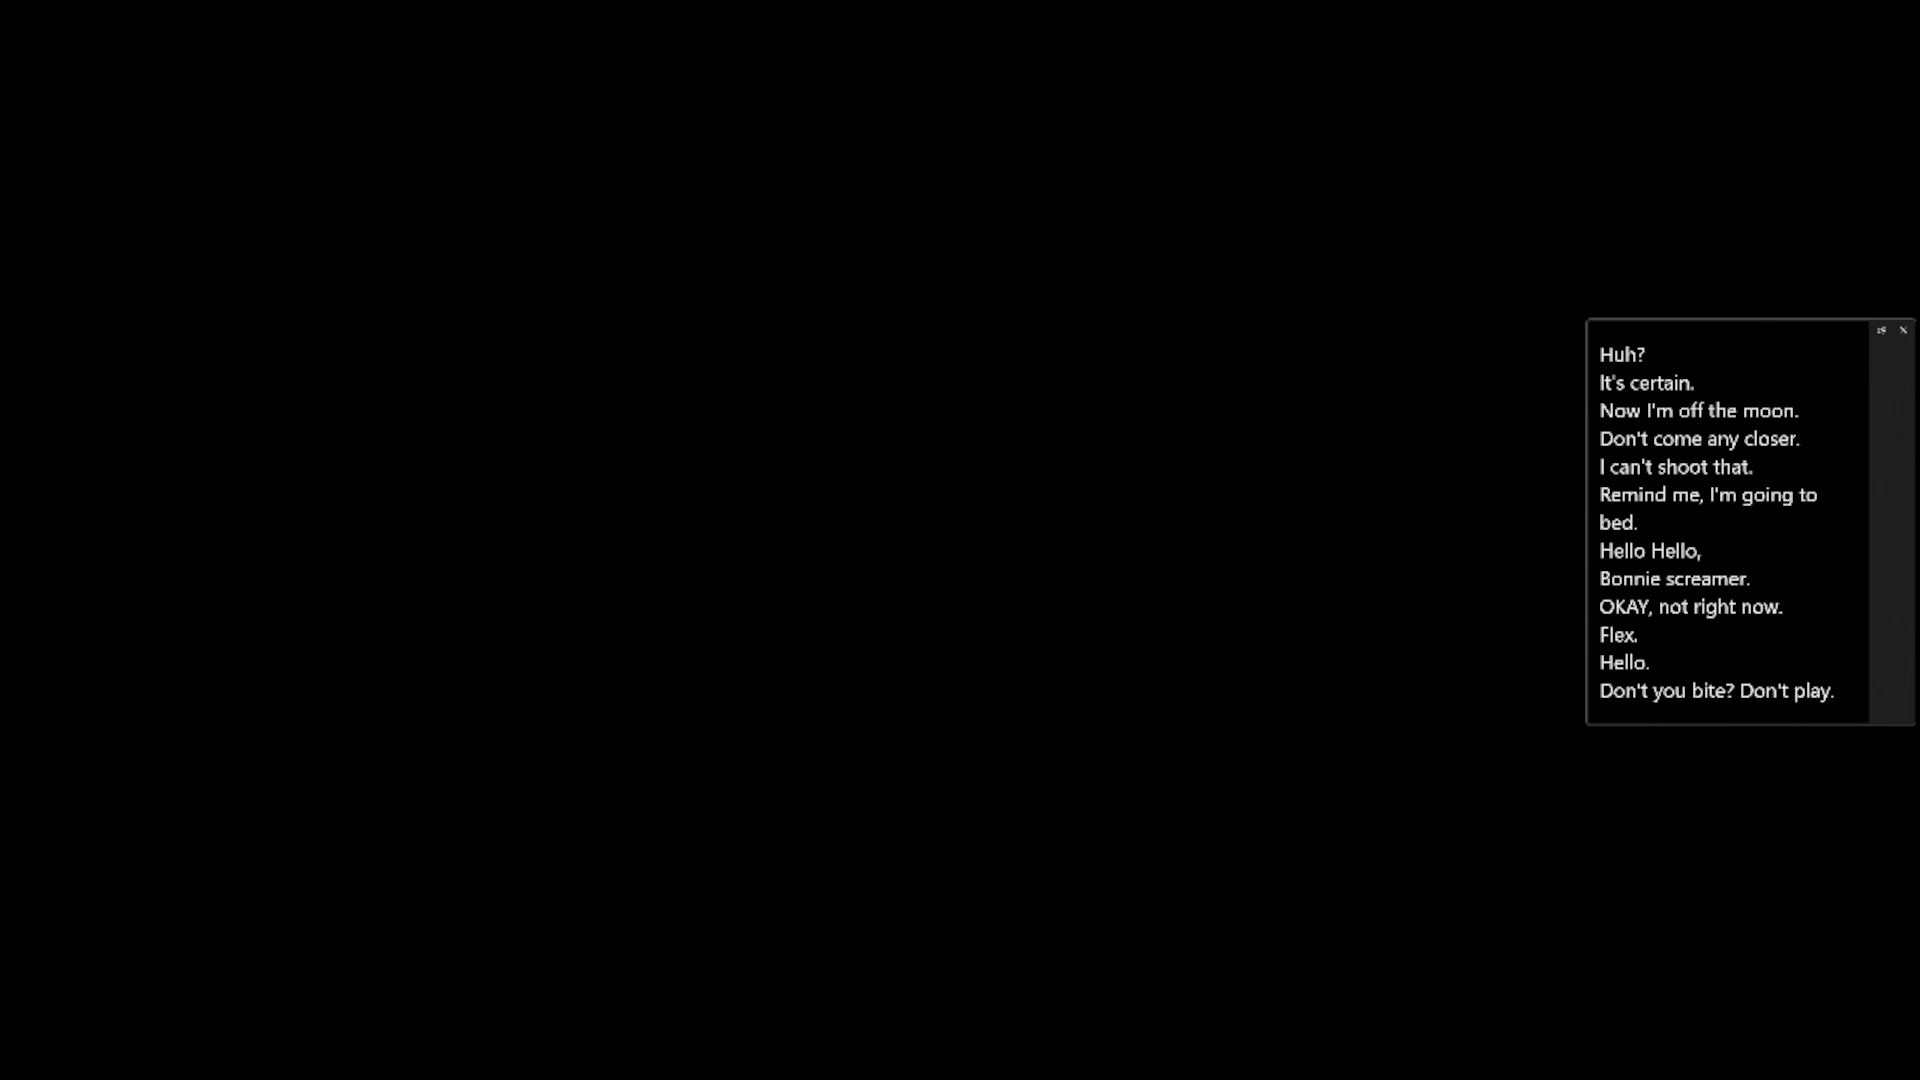 Huh?
It's certain.
Now I'm off the moon.
Don't come any closer.
I can't shoot that.
Remind me, I'm going to
bed.
Hello Hello,
Bonnie screamer.
OKAY, not right now.
Flex.
Hello.
Don't you bite? Don't play.